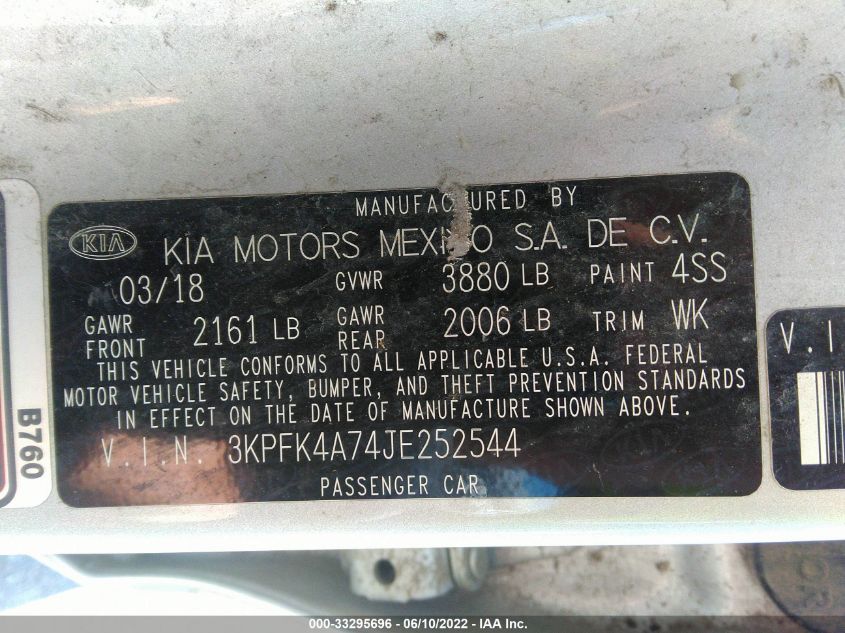 MANUFACTURED BY
KIA KIA MOTORS MEXICO S.A. DE C.V.
03/18 GVWR 3880 LB PAINT 4SS
GAWR FRONT 2161 LB GAWR REAR 2006 LB TRIM WK
THIS VEHICLE CONFORMS TO ALL APPLICABLE U.S.A. FEDERAL
MOTOR VEHICLE SAFETY, BUMPER, AND THEFT PREVENTION STANDARDS
IN EFFECT ON THE DATE OF MANUFACTURE SHOWN ABOVE.
V.I.N. 3KPFK4A74JE252544
PASSENGER CAR
B760
V.I
000-33295696 - 06/10/2022 - IAA Inc.